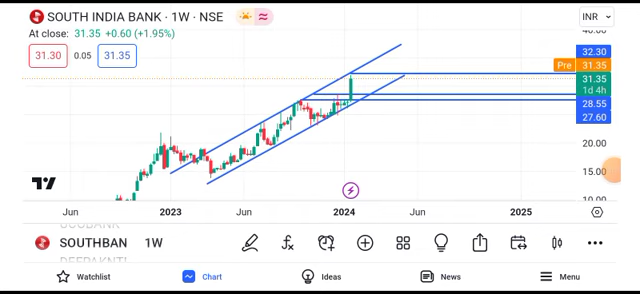 SOUTH INDIA BANK · 1W · NSE
INR
At close: 31.35 +0.60 (+1.95%)
31.30 0.05 31.35
40.00
32.30
Pre 31.35
31.35
1d 4h
28.55
27.60
20.00
15.00
10.00
Jun 2023 Jun 2024 Jun 2025
SOUTHBAN 1W
Watchlist Chart Ideas News Menu